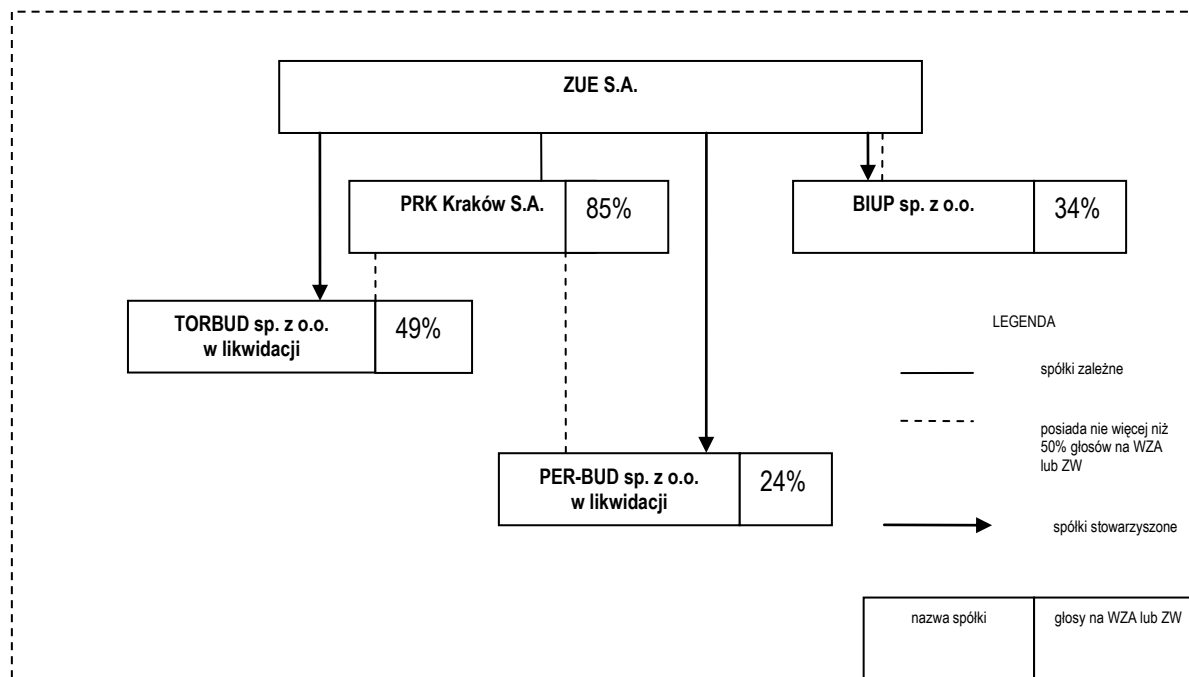 ZUE S.A.
PRK Kraków S.A.
85%
BIUP sp. z o.o.
34%
TORBUD sp. z o.o.
w likwidacji
49%
PER-BUD sp. z o.o.
w likwidacji
24%
LEGENDA
spółki zależne
posiada nie więcej niż
50% głosów na WZA
lub ZW
spółki stowarzyszone
nazwa spółki
głosy na WZA lub ZW